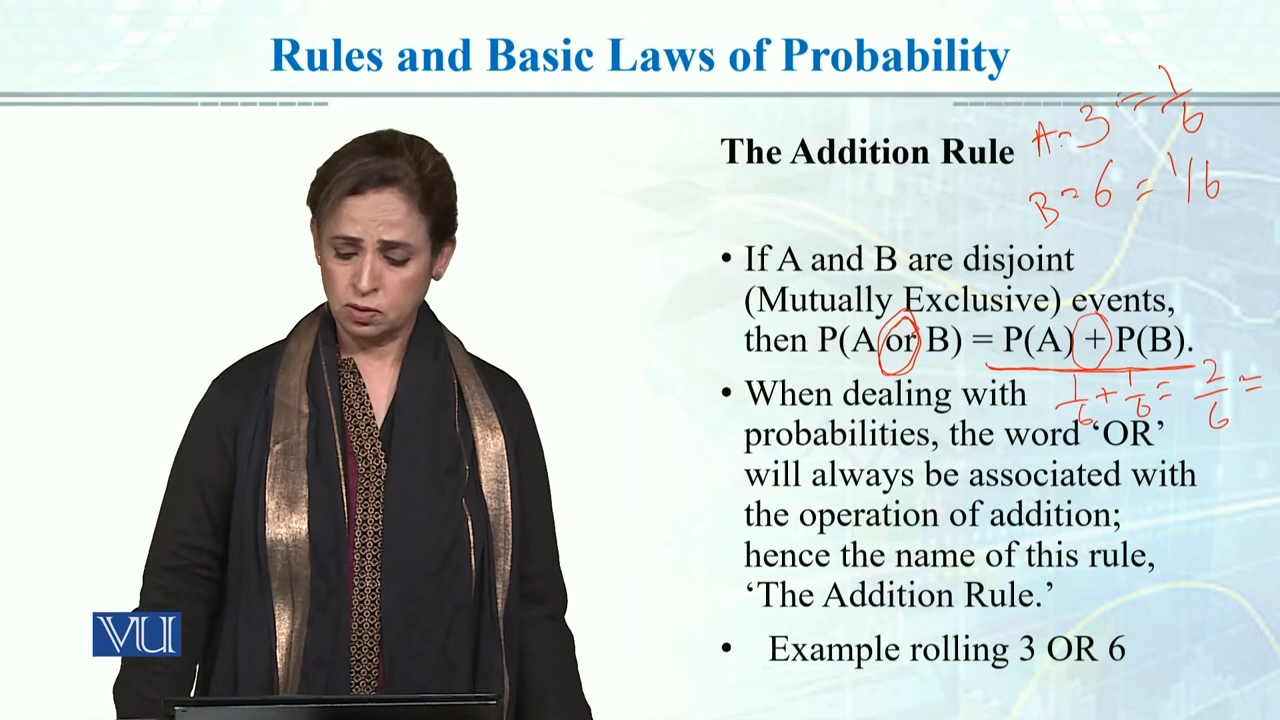 Rules and Basic Laws of Probability
The Addition Rule
A = 3 = 1/6
B = 6 = 1/6
• If A and B are disjoint
(Mutually Exclusive) events,
then P(A or B) = P(A) + P(B).
• When dealing with
1/6 + 1/6 = 2/6 =
probabilities, the word ‘OR’
will always be associated with
the operation of addition;
hence the name of this rule,
‘The Addition Rule.’
• Example rolling 3 OR 6
VU